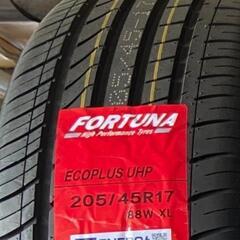 FORTUNA
High Performance Tyres
ECOPLUS UHP
205/45R17
88W XL